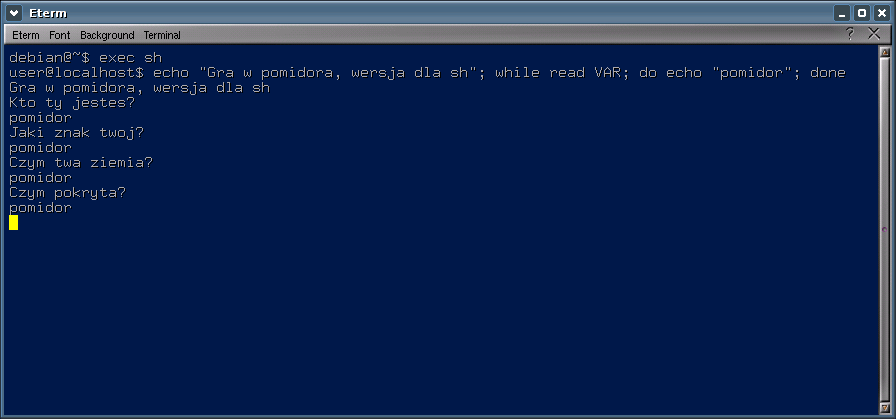 Eterm
Eterm Font Background Terminal ?
debian@~$ exec sh
user@localhost$ echo "Gra w pomidora, wersja dla sh"; while read VAR; do echo "pomidor"; done
Gra w pomidora, wersja dla sh
Kto ty jestes?
pomidor
Jaki znak twoj?
pomidor
Czym twa ziemia?
pomidor
Czym pokryta?
pomidor